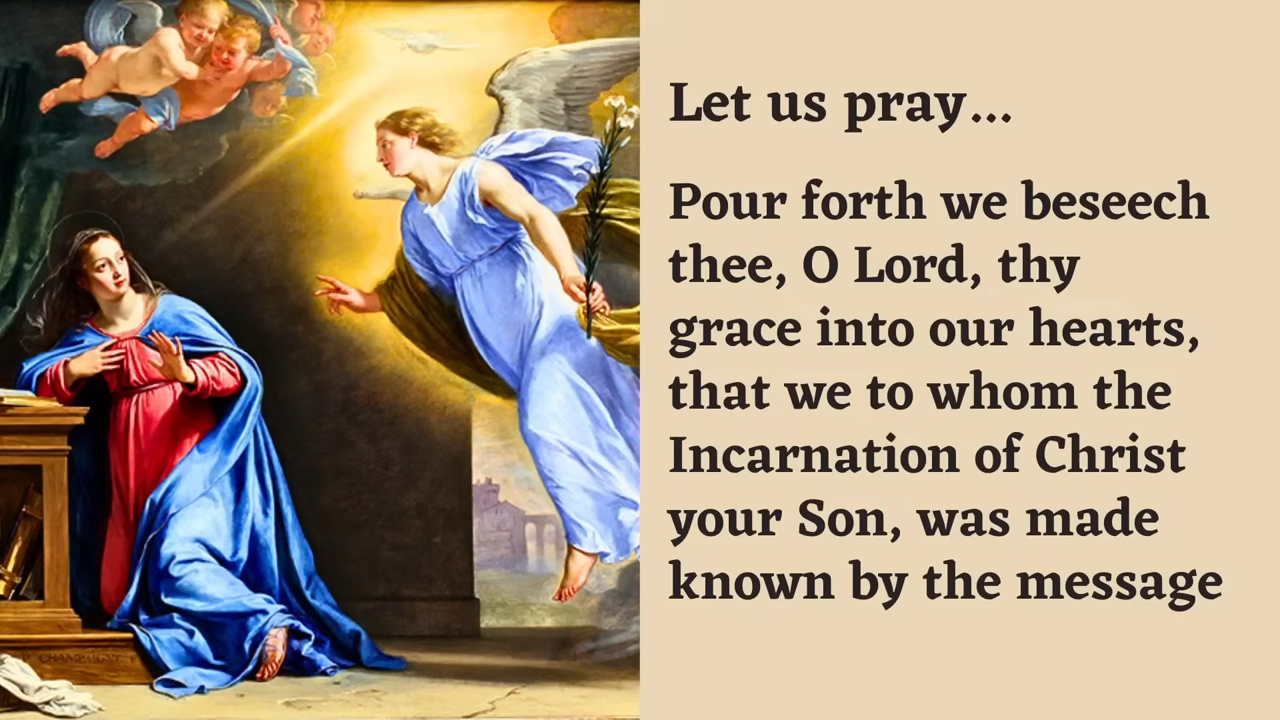 Let us pray...
Pour forth we beseech
thee, O Lord, thy
grace into our hearts,
that we to whom the
Incarnation of Christ
your Son, was made
known by the message
CHAMPAIGNE